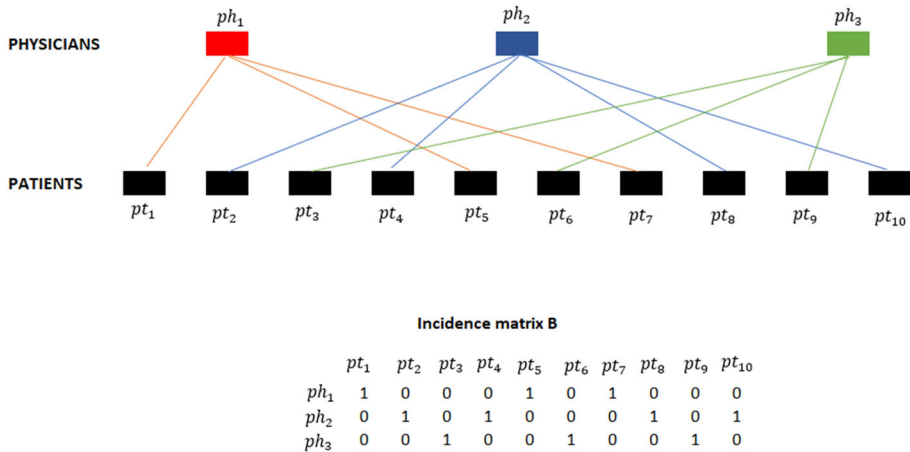 ph₁ ph₂ ph₃
PHYSICIANS
PATIENTS
pt₁ pt₂ pt₃ pt₄ pt₅ pt₆ pt₇ pt₈ pt₉ pt₁₀
Incidence matrix B
pt₁ pt₂ pt₃ pt₄ pt₅ pt₆ pt₇ pt₈ pt₉ pt₁₀
ph₁ 1 0 0 0 1 0 1 0 0 0
ph₂ 0 1 0 1 0 0 0 1 0 1
ph₃ 0 0 1 0 0 1 0 0 1 0